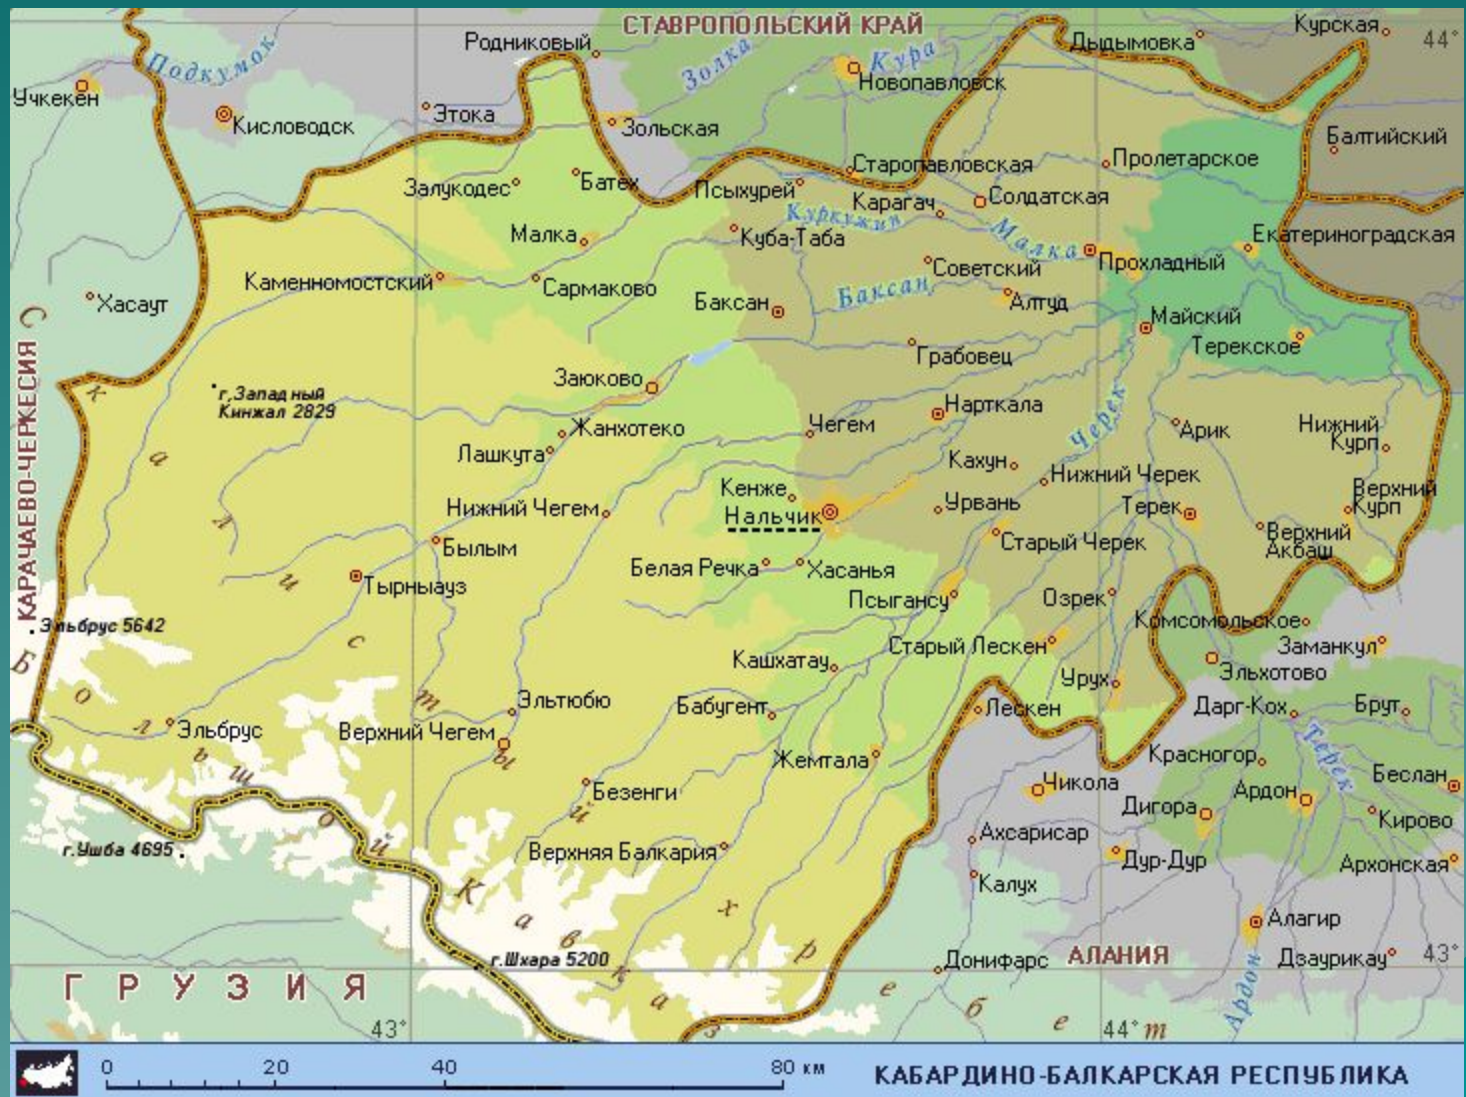 СТАВРОПОЛЬСКИЙ КРАЙ
Родниковый
Подкумок
Золка
Кура
Дыдымовка
Курская
44°
Новопавловск
Учкекен
Кисловодск
Этока
Зольская
Балтийский
Старопавловская
Пролетарское
Залукодес
Батех
Псыхурей
Карагач
Солдатская
Куркужин
Малка
Малка
Куба-Таба
Екатериноградская
Прохладный
Советский
Каменномостский
Сармаково
Баксан
Баксан
Алтуд
Хасаут
Майский
Терекское
Грабовец
г.Западный
Кинжал 2829
Заюково
Нарткала
Черек
Жанхотеко
Чегем
Арик
Нижний
Курп
Лашкута
Кахун
Нижний Черек
Кенже
Нальчик
Урвань
Терек
Верхний
Курп
Нижний Чегем
Верхний
Акбаш
Былым
Старый Черек
КАРАЧАЕВО-ЧЕРКЕСИЯ
С к а л и с т ы й
х р е б е т
Белая Речка
Хасанья
Тырныауз
Псыгансу
Озрек
Эльбрус 5642
Комсомольское
Заманкул
Старый Лескен
Кашхатау
Эльхотово
Урух
Эльтюбю
Бабугент
Лескен
Дарг-Кох
Брут
Эльбрус
Верхний Чегем
Терек
Б о л ь ш о й
К а в к а з
Жемтала
Красногор
Беслан
Безенги
Чикола
Ардон
Дигора
Кирово
Ахсарисар
г.Ушба 4695
Верхняя Балкария
Дур-Дур
Архонская
Калух
Алагир
г.Шхара 5200
Донифарс
АЛАНИЯ
Дзаурикау
43°
ГРУЗИЯ
Ардон
43°
44°
0 20 40 80 км
КАБАРДИНО-БАЛКАРСКАЯ РЕСПУБЛИКА